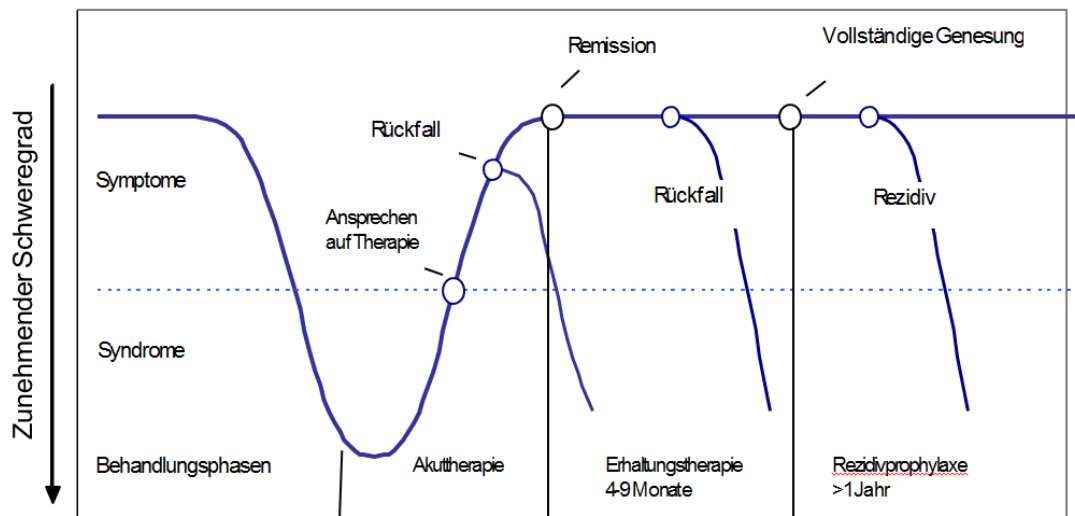 Vollständige Genesung
Remission
Rückfall
Symptome
Rückfall
Rezidiv
Ansprechen
auf Therapie
Zunehmender Schweregrad
Syndrome
Behandlungsphasen
Akuttherapie
Erhaltungstherapie
4-9 Monate
Rezidivprophylaxe
>1 Jahr